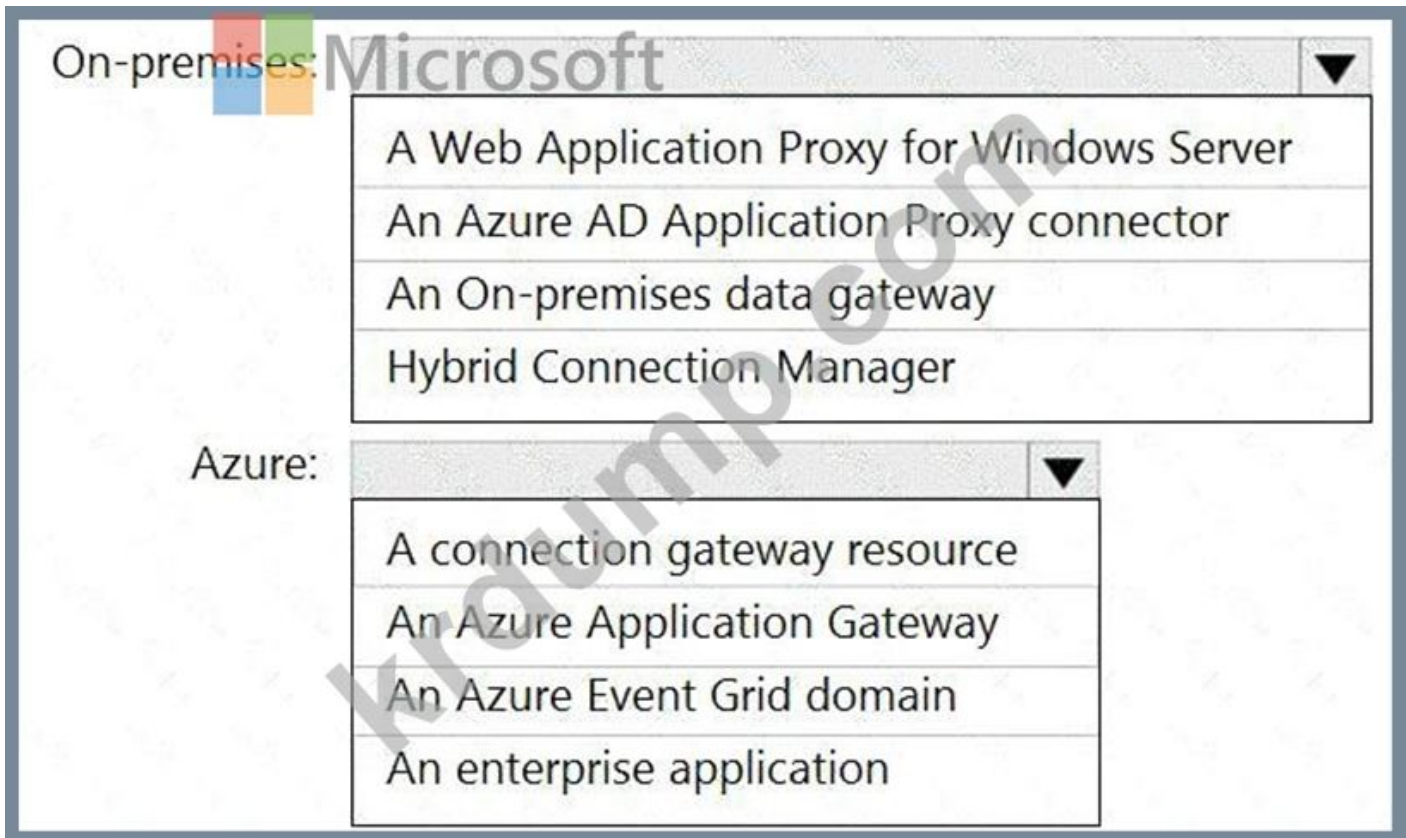 On-premises: Microsoft
A Web Application Proxy for Windows Server
An Azure AD Application Proxy connector
An On-premises data gateway
Hybrid Connection Manager
Azure:
A connection gateway resource
An Azure Application Gateway
An Azure Event Grid domain
An enterprise application
krdump.com